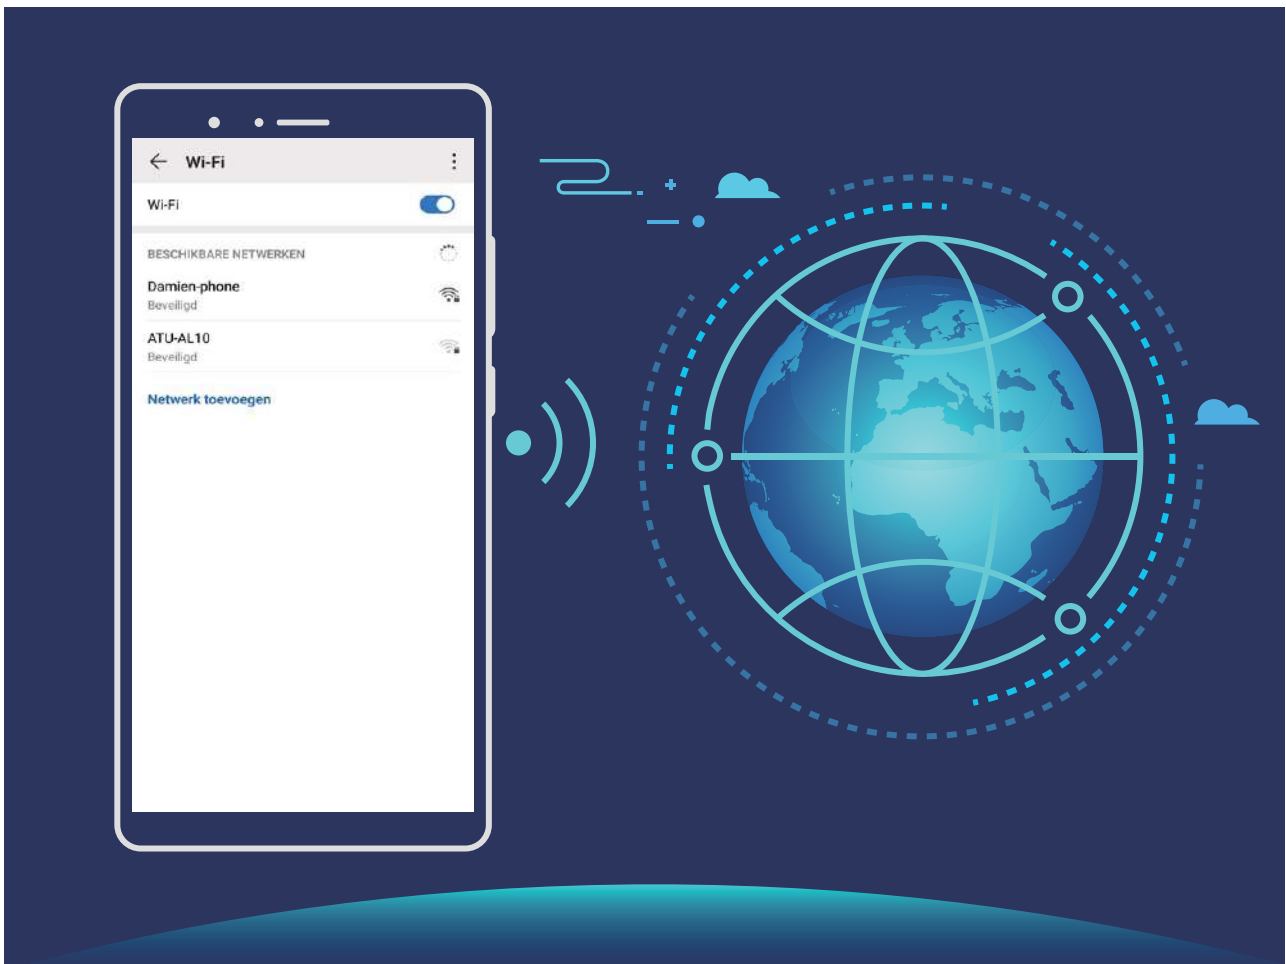 Wi-Fi
Wi-Fi
BESCHIKBARE NETWERKEN
Damien-phone
Beveiligd
ATU-AL10
Beveiligd
Netwerk toevoegen